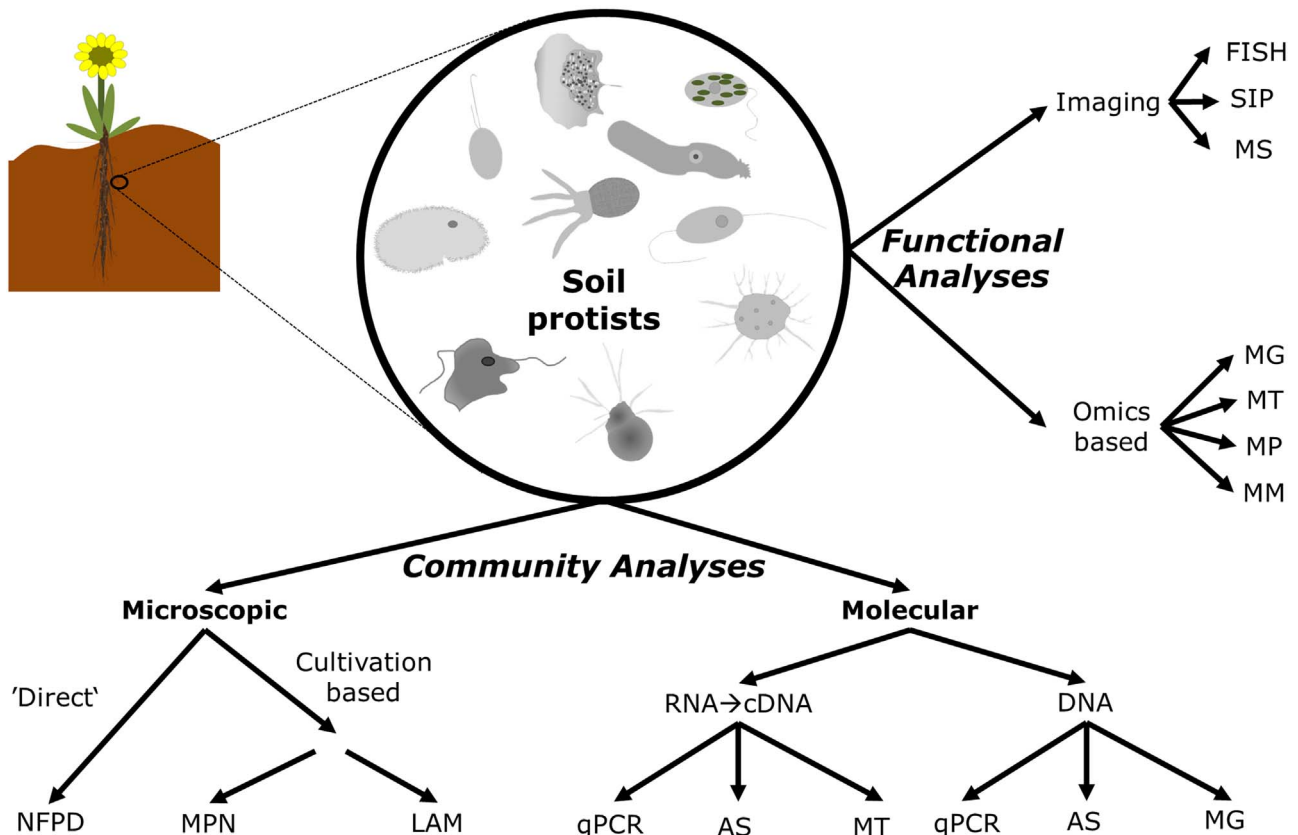 FISH
Imaging
SIP
MS
Functional
Analyses
Soil
protists
MG
Omics
based
MT
MP
MM
Community Analyses
Microscopic
Molecular
’Direct‘
Cultivation
based
RNA→cDNA
DNA
NFPD
MPN
LAM
qPCR
AS
MT
qPCR
AS
MG